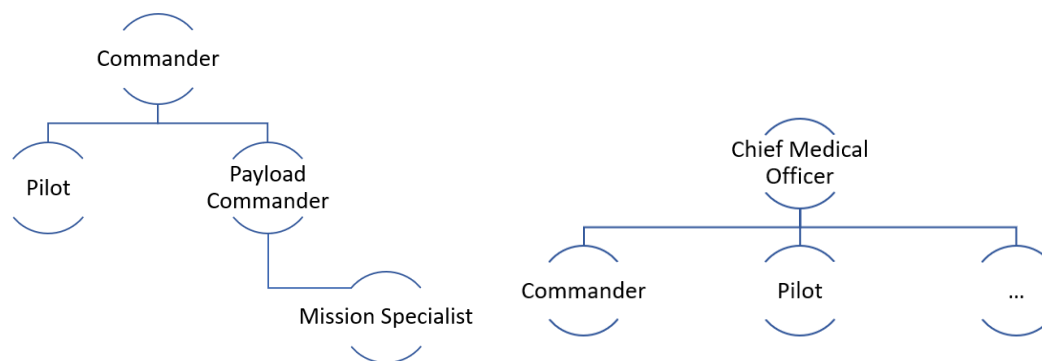 Commander
Pilot
Payload
Commander
Mission Specialist
Chief Medical
Officer
Commander
Pilot
...